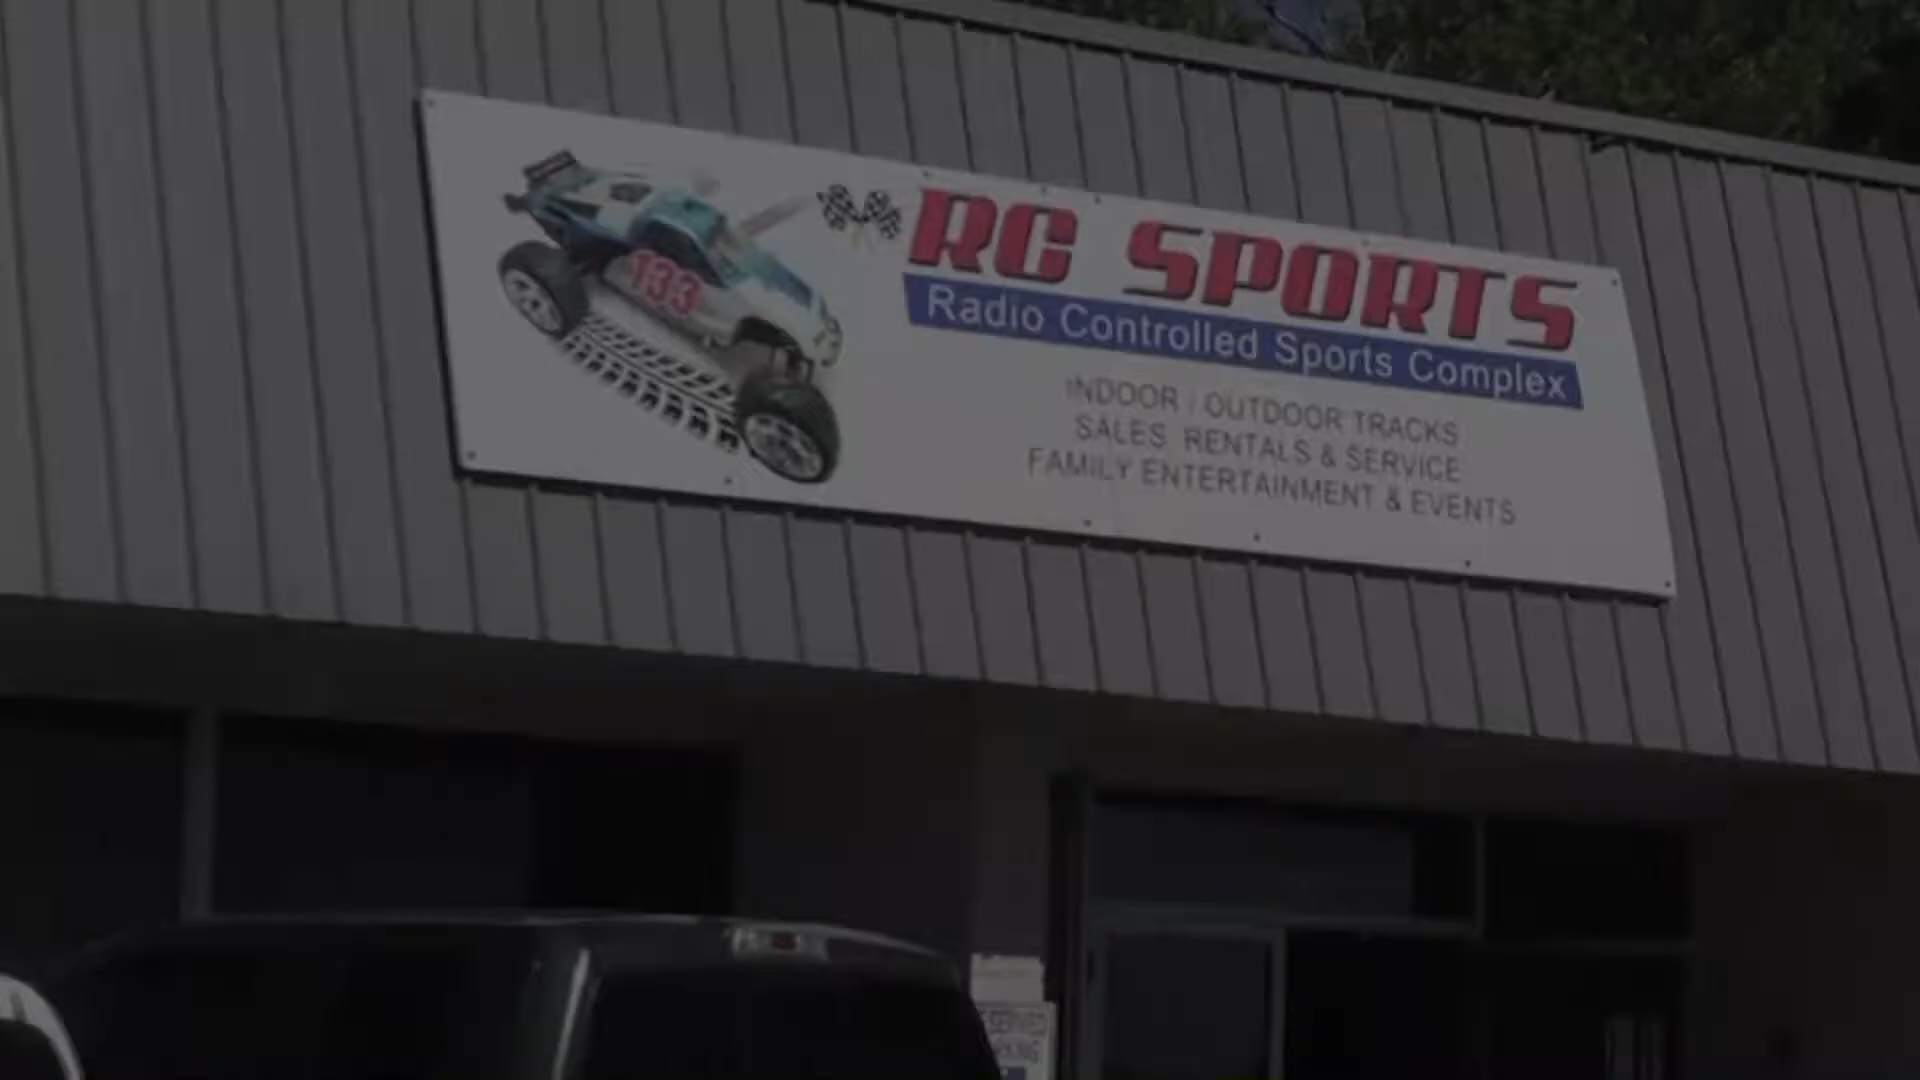 133
RC SPORTS
Radio Controlled Sports Complex
INDOOR / OUTDOOR TRACKS
SALES RENTALS & SERVICE
FAMILY ENTERTAINMENT & EVENTS